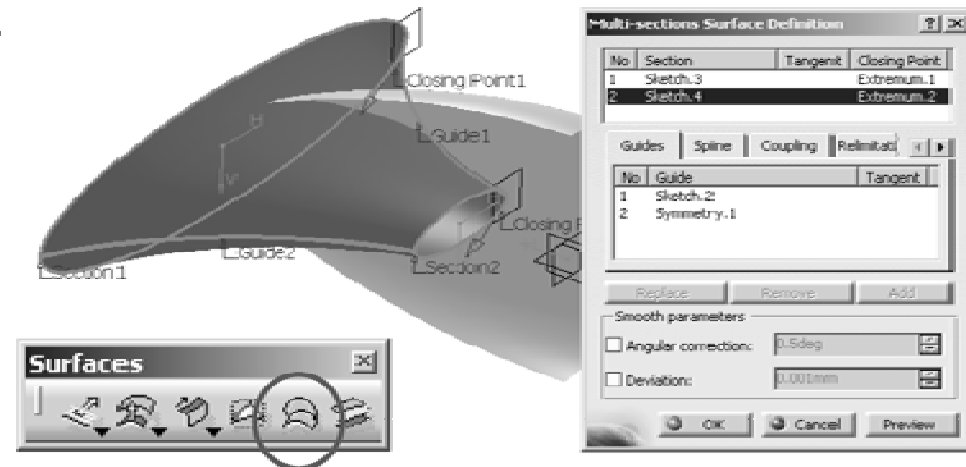 Closing Point1
Guide1
Closing P
Guide2
Section1
Section2
Surfaces
Multi-sections Surface Definition
No Section Tangent Closing Point
1 Sketch.3 Extremum.1
2 Sketch.4 Extremum.2
Guides Spine Coupling Relimitati
No Guide Tangent
1 Sketch.2
2 Symmetry.1
Replace Remove Add
Smooth parameters
Angular correction: 0.5deg
Deviation: 0.001mm
OK Cancel Preview